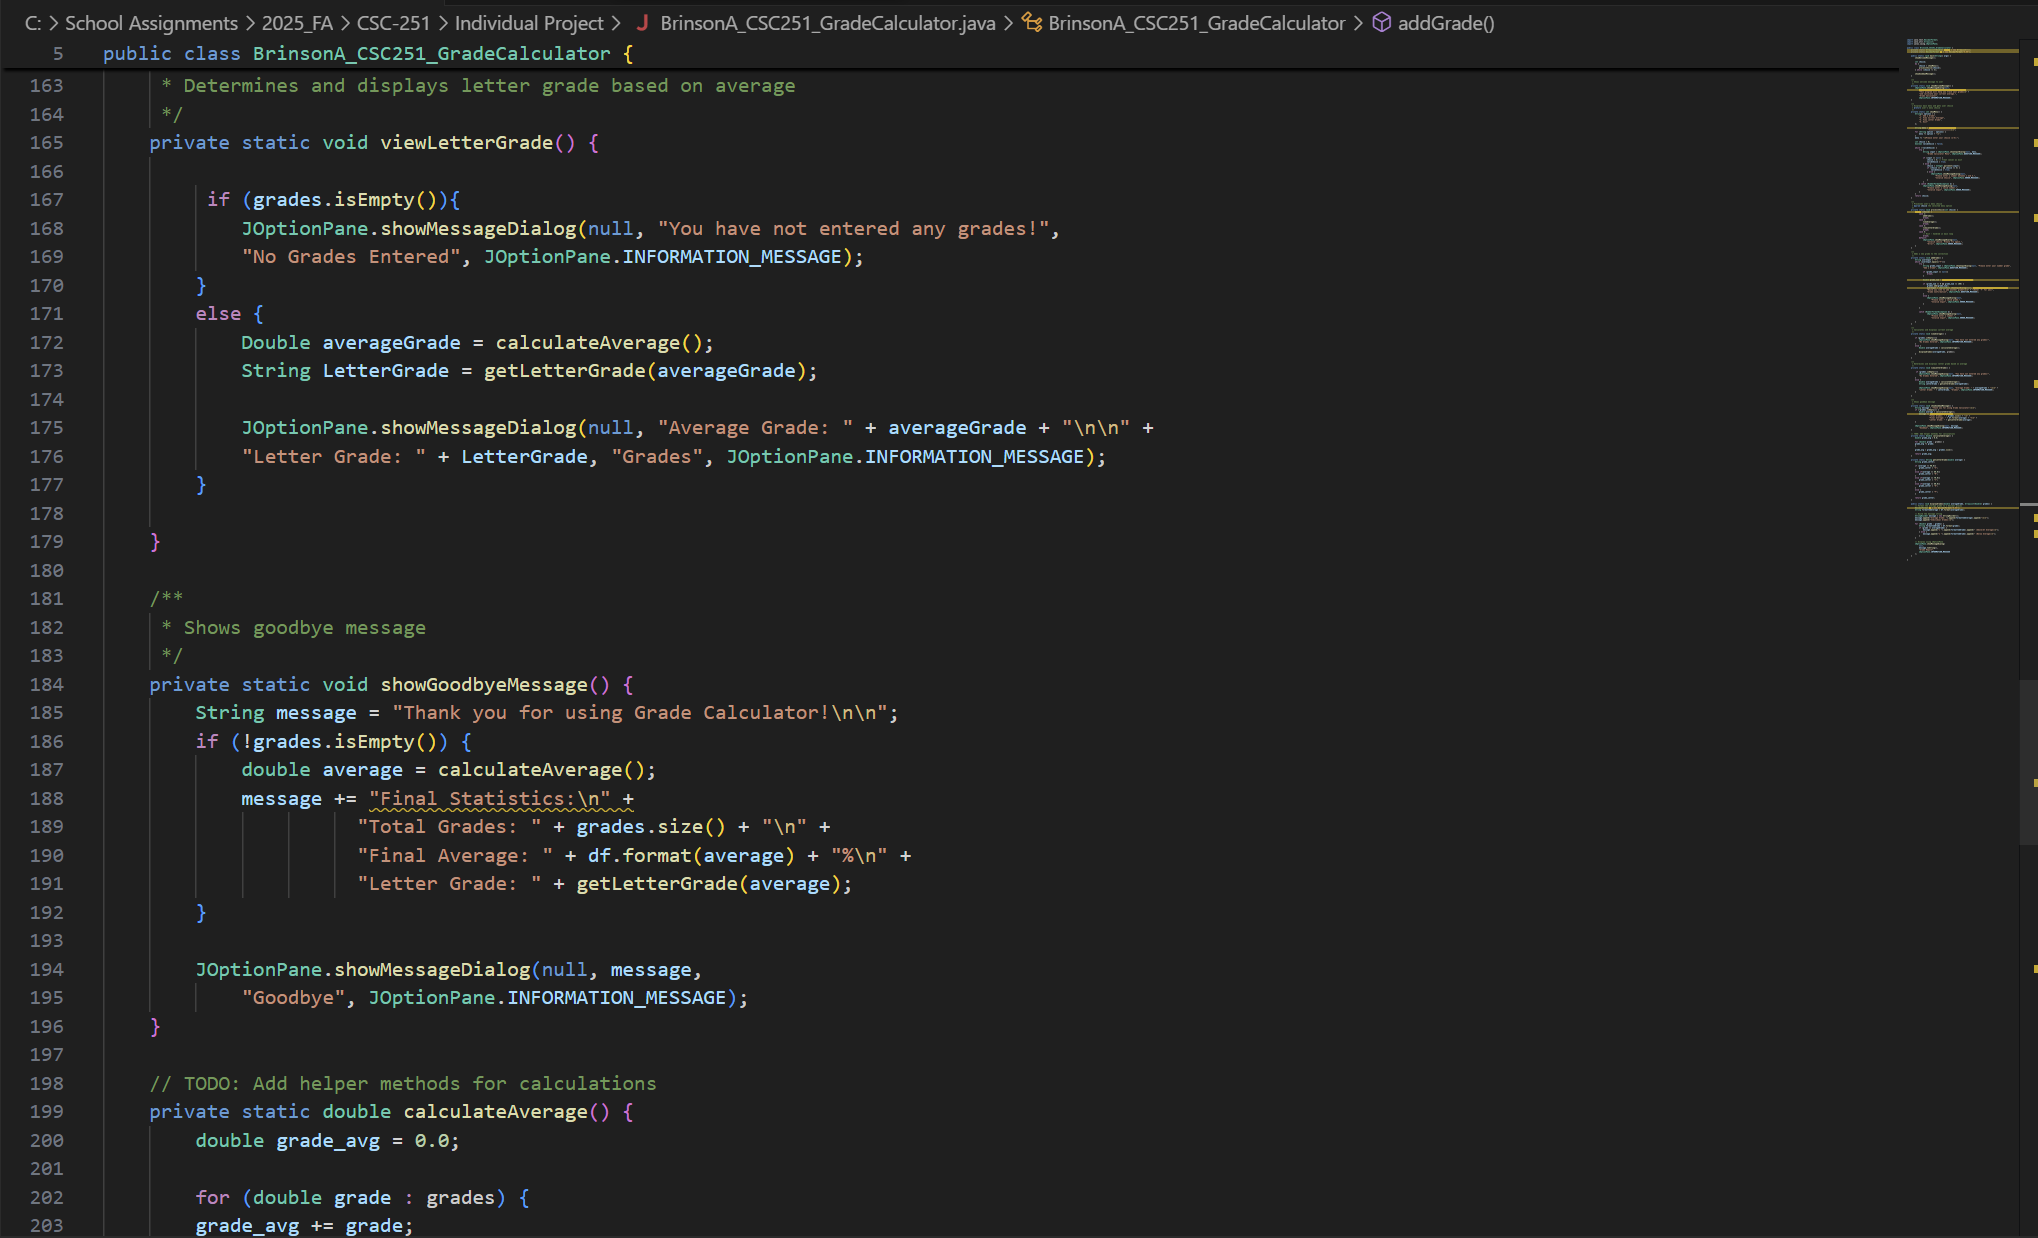 C: > School Assignments > 2025_FA > CSC-251 > Individual Project > J BrinsonA_CSC251_GradeCalculator.java > BrinsonA_CSC251_GradeCalculator > addGrade()
5 public class BrinsonA_CSC251_GradeCalculator {
163 * Determines and displays letter grade based on average
164 */
165 private static void viewLetterGrade() {
166
167 if (grades.isEmpty()){
168 JOptionPane.showMessageDialog(null, "You have not entered any grades!",
169 "No Grades Entered", JOptionPane.INFORMATION_MESSAGE);
170 }
171 else {
172 Double averageGrade = calculateAverage();
173 String LetterGrade = getLetterGrade(averageGrade);
174
175 JOptionPane.showMessageDialog(null, "Average Grade: " + averageGrade + "\n\n" +
176 "Letter Grade: " + LetterGrade, "Grades", JOptionPane.INFORMATION_MESSAGE);
177 }
178
179 }
180
181 /**
182 * Shows goodbye message
183 */
184 private static void showGoodbyeMessage() {
185 String message = "Thank you for using Grade Calculator!\n\n";
186 if (!grades.isEmpty()) {
187 double average = calculateAverage();
188 message += "Final Statistics:\n" +
189 "Total Grades: " + grades.size() + "\n" +
190 "Final Average: " + df.format(average) + "%\n" +
191 "Letter Grade: " + getLetterGrade(average);
192 }
193
194 JOptionPane.showMessageDialog(null, message,
195 "Goodbye", JOptionPane.INFORMATION_MESSAGE);
196 }
197
198 // TODO: Add helper methods for calculations
199 private static double calculateAverage() {
200 double grade_avg = 0.0;
201
202 for (double grade : grades) {
203 grade_avg += grade;